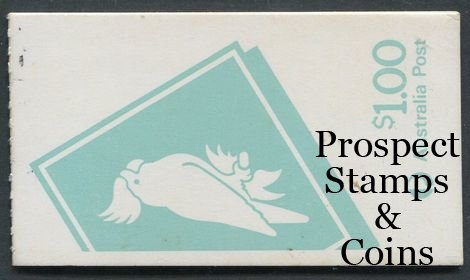 $1.00
Australia Post
Prospect
Stamps
&
Coins